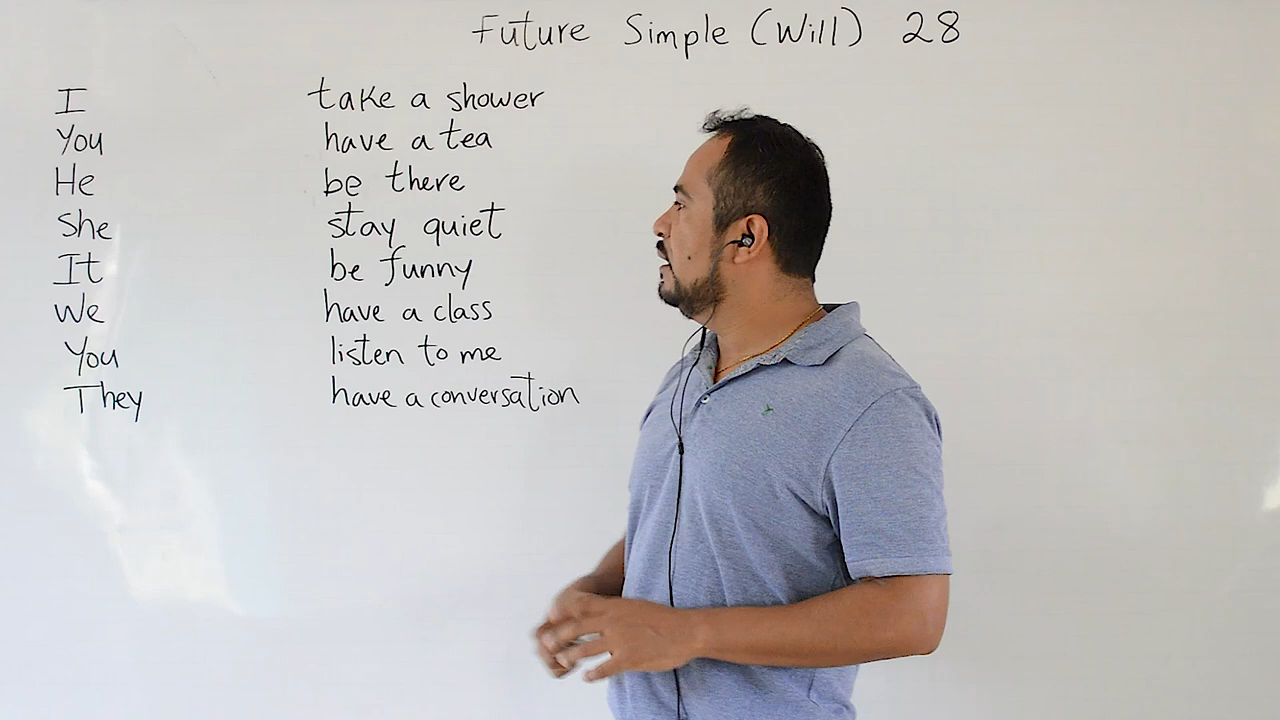 Future Simple (Will) 28
I take a shower
You have a tea
He be there
She stay quiet
It be funny
We have a class
You listen to me
They have a conversation